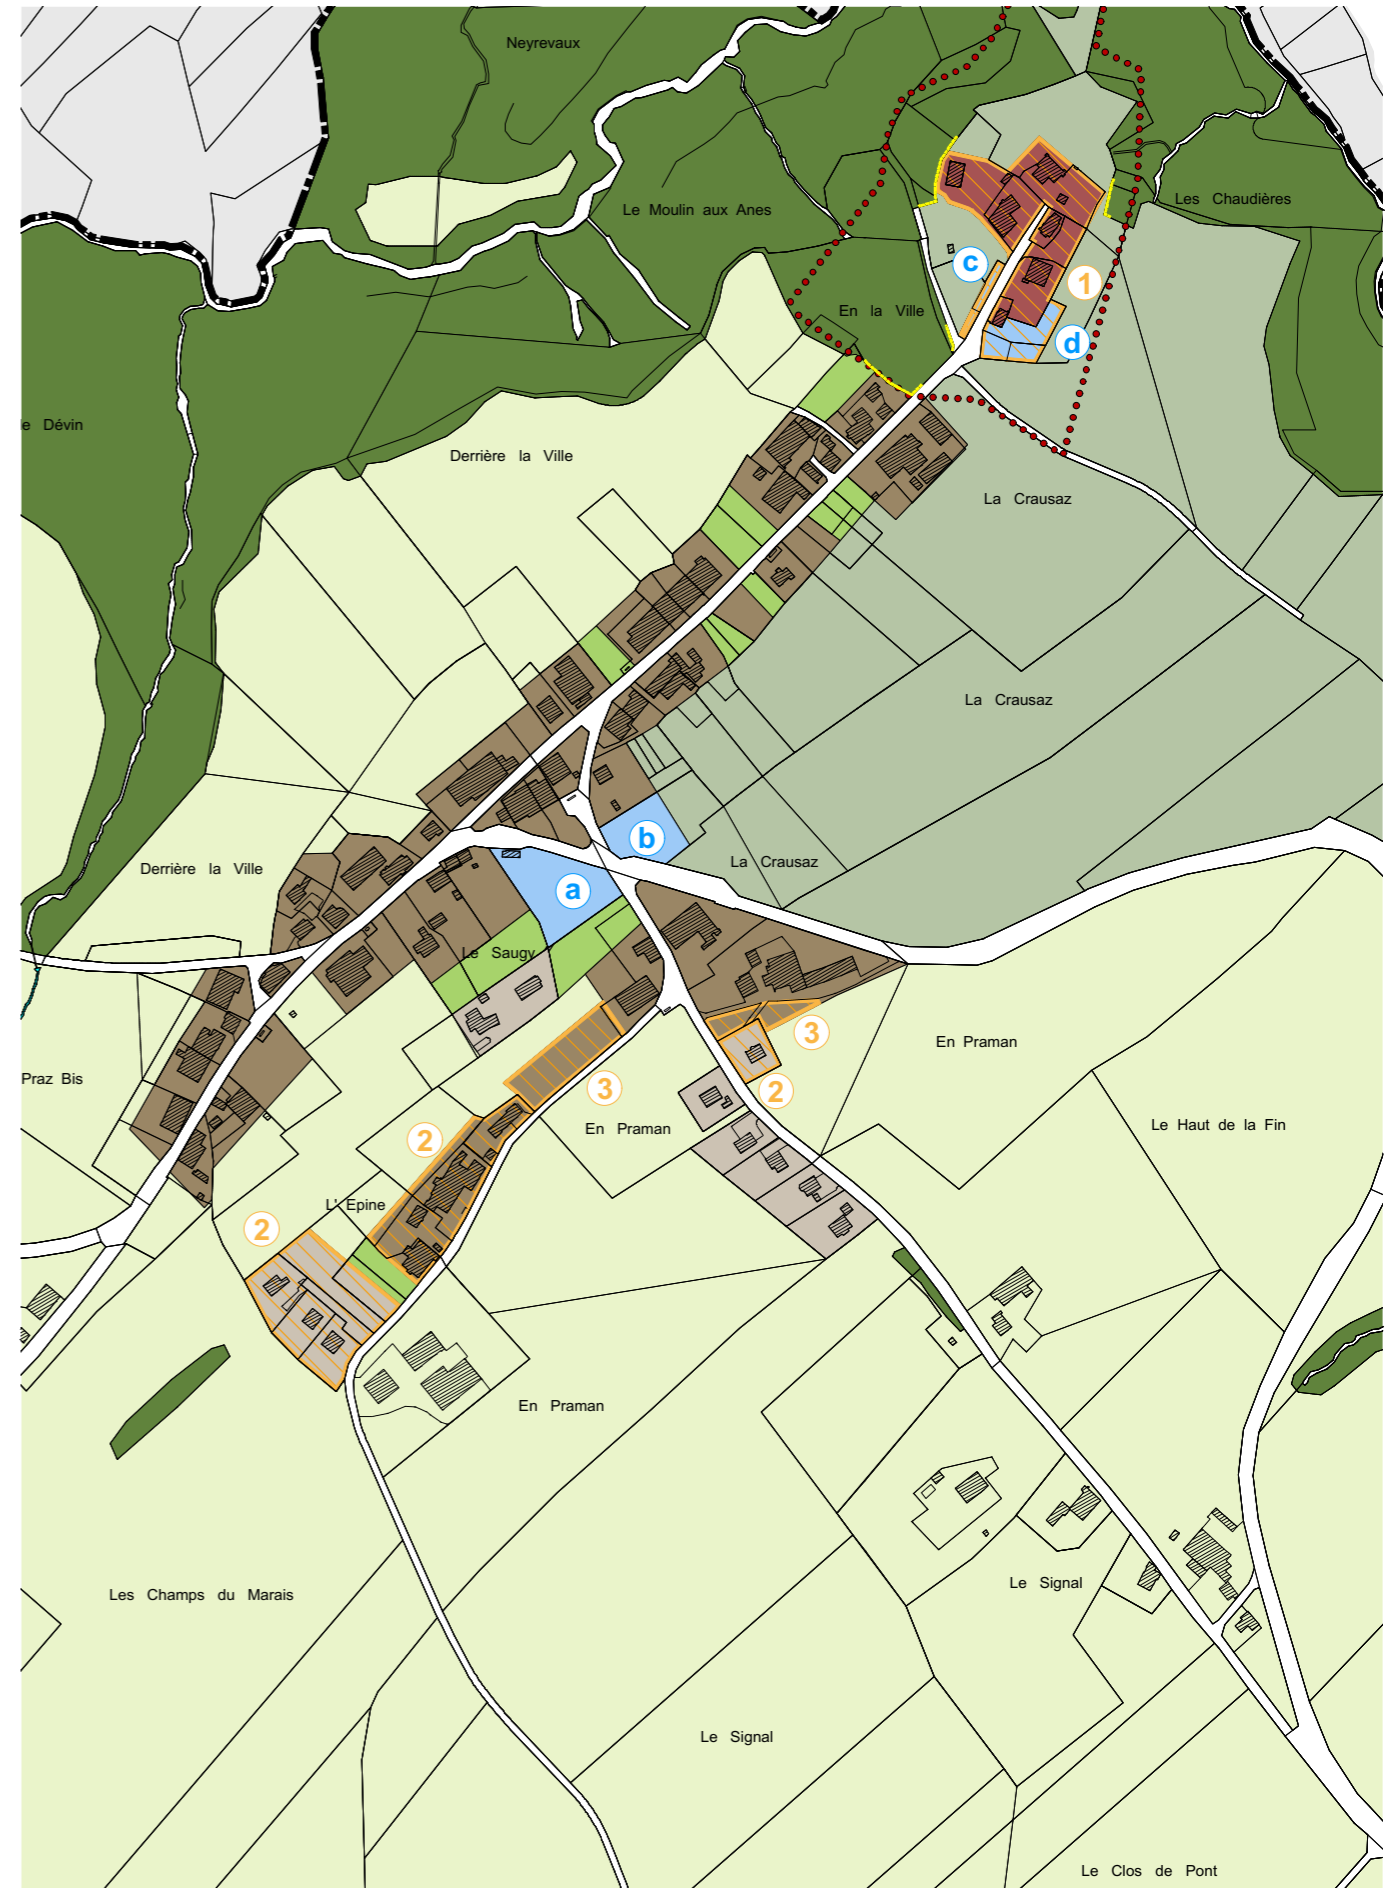 Neyrevaux
Les Chaudières
Le Moulin aux Anes
c
1
En la Ville
d
e Dévin
Derrière la Ville
La Crausaz
La Crausaz
b
La Crausaz
Derrière la Ville
a
Le Saugy
3
En Praman
Praz Bis
3
2
En Praman
Le Haut de la Fin
2
L' Epine
2
En Praman
Le Signal
Les Champs du Marais
Le Signal
Le Clos de Pont